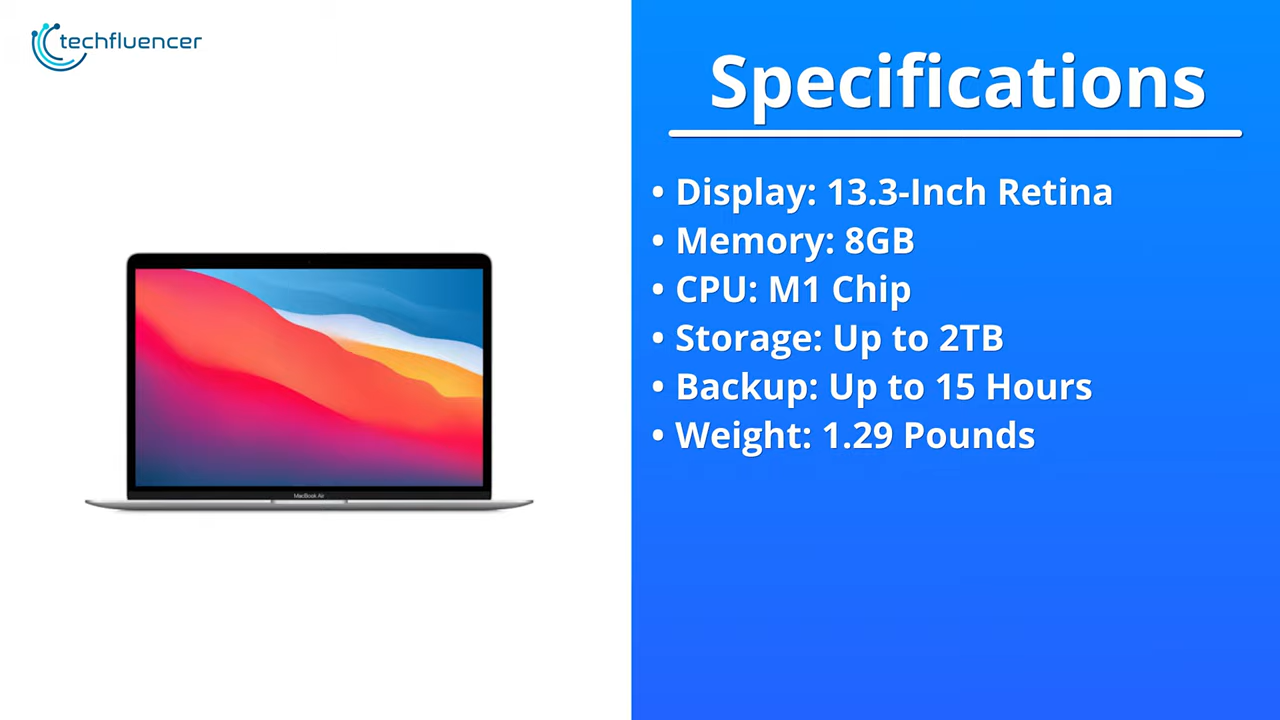 techfluencer
Specifications
• Display: 13.3-Inch Retina
• Memory: 8GB
• CPU: M1 Chip
• Storage: Up to 2TB
• Backup: Up to 15 Hours
• Weight: 1.29 Pounds
MacBook Air